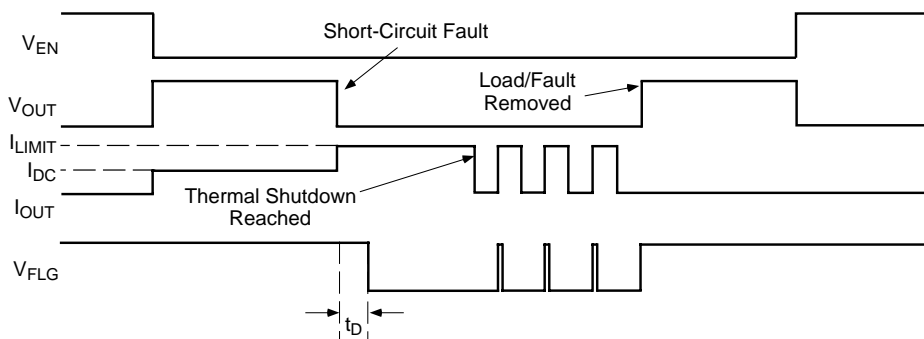 V_EN
Short-Circuit Fault
V_OUT
Load/Fault
Removed
I_LIMIT
I_DC
I_OUT
Thermal Shutdown
Reached
V_FLG
t_D